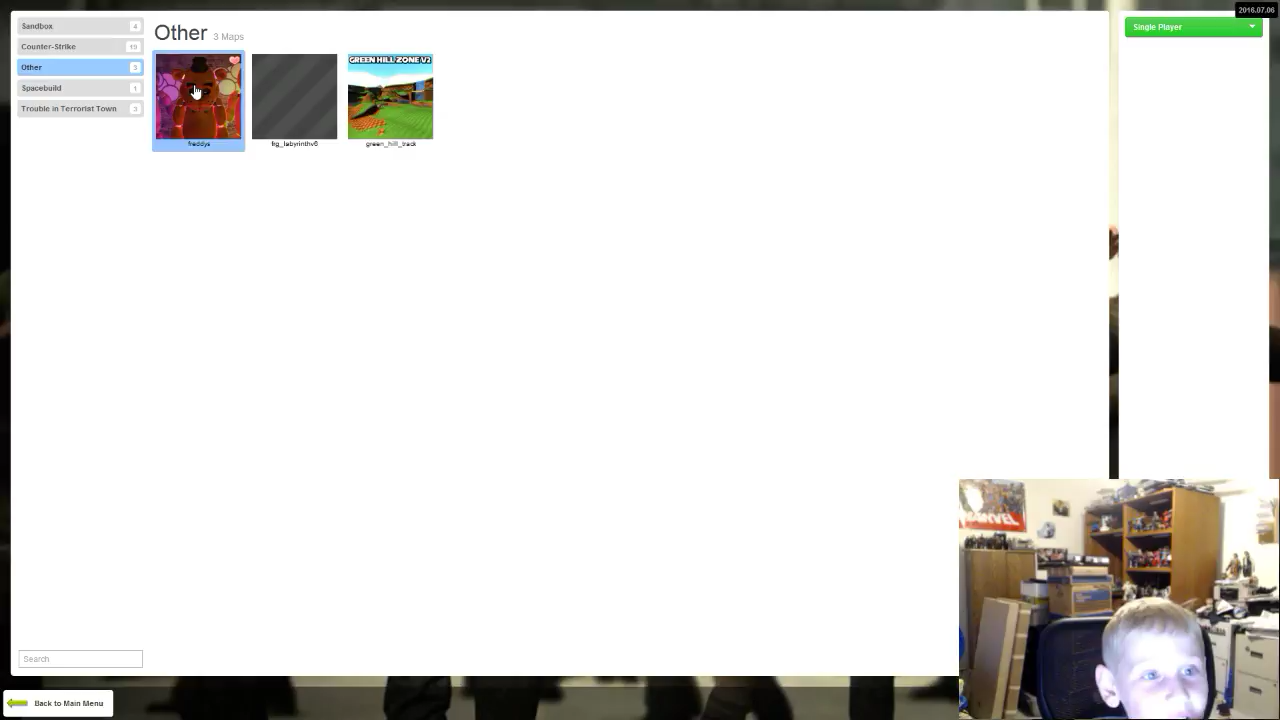 2016.07.06
Sandbox 4
Counter-Strike 19
Other 3
Spacebuild 1
Trouble in Terrorist Town 3
Other 3 Maps
GREEN HILL ZONE V2
freddys
green_hill_track
Single Player
MARVEL
Search
Back to Main Menu